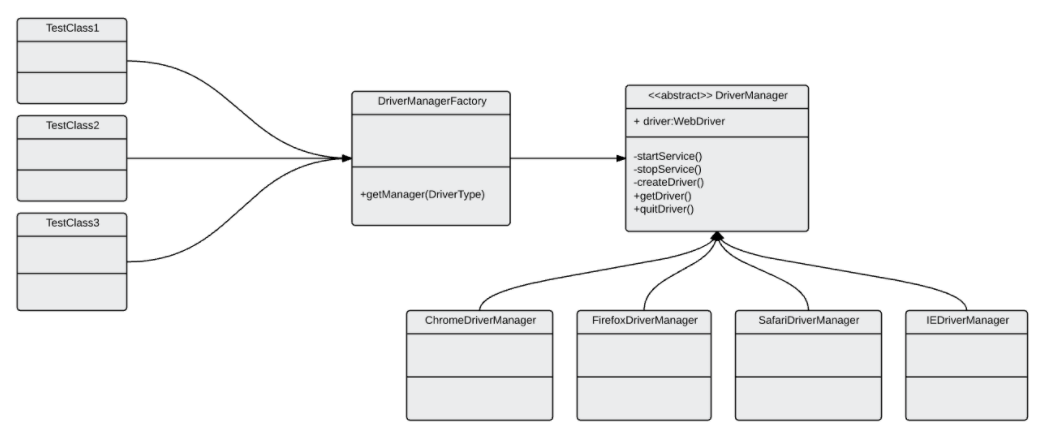 TestClass1
TestClass2
TestClass3
DriverManagerFactory
+getManager(DriverType)
<<abstract>> DriverManager
+ driver:WebDriver
-startService()
-stopService()
-createDriver()
+getDriver()
+quitDriver()
ChromeDriverManager
FirefoxDriverManager
SafariDriverManager
IEDriverManager